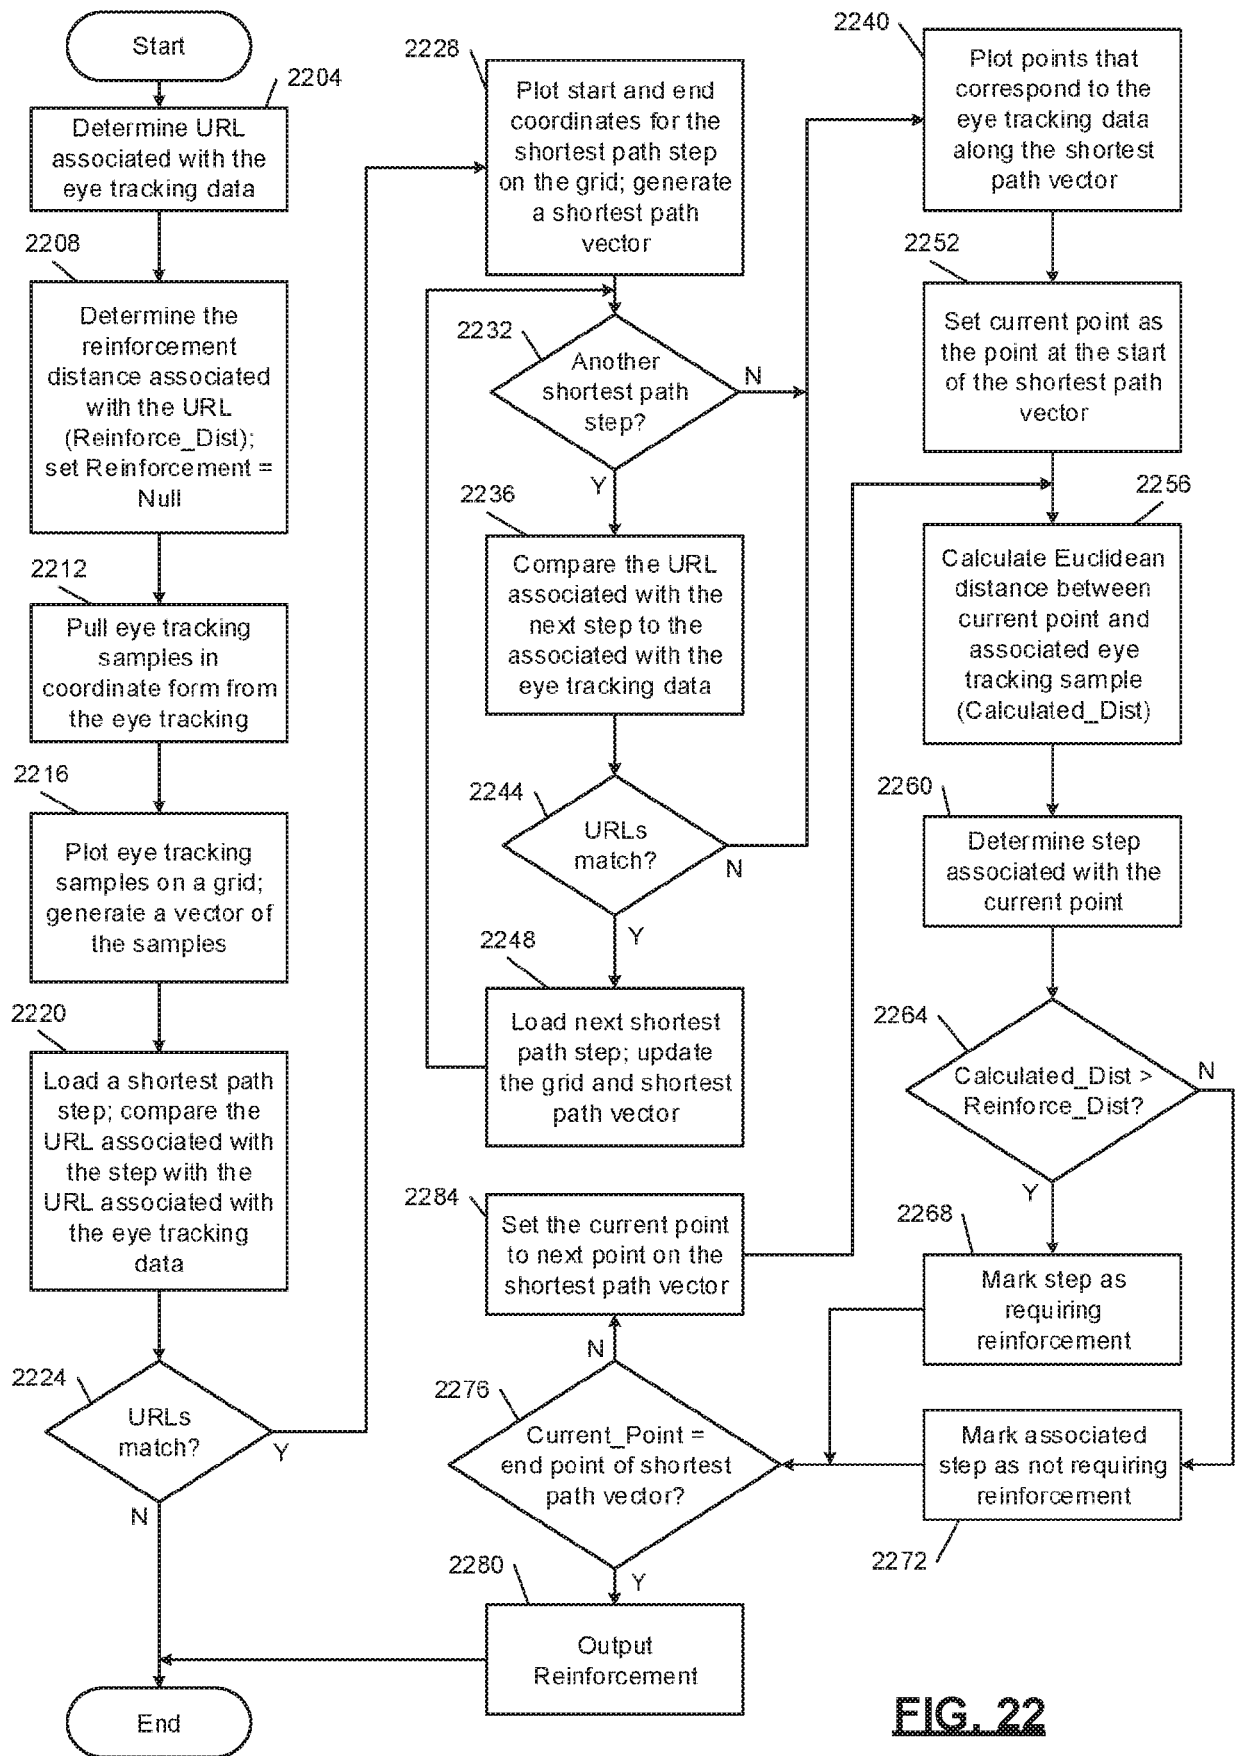 Start
2204
Determine URL
associated with the
eye tracking data
2208
Determine the
reinforcement
distance associated
with the URL
(Reinforce_Dist);
set Reinforcement =
Null
2212
Pull eye tracking
samples in
coordinate form from
the eye tracking
2216
Plot eye tracking
samples on a grid;
generate a vector of
the samples
2220
Load a shortest path
step; compare the
URL associated with
the step with the
URL associated with
the eye tracking
data
2224
URLs
match?
Y
N
End
2228
Plot start and end
coordinates for the
shortest path step
on the grid; generate
a shortest path
vector
2232
Another
shortest path
step?
N
Y
2236
Compare the URL
associated with the
next step to the
associated with the
eye tracking data
2244
URLs
match?
N
Y
2248
Load next shortest
path step; update
the grid and shortest
path vector
2284
Set the current point
to next point on the
shortest path vector
N
2276
Current_Point =
end point of shortest
path vector?
Y
2280
Output
Reinforcement
2240
Plot points that
correspond to the
eye tracking data
along the shortest
path vector
2252
Set current point as
the point at the start
of the shortest path
vector
2256
Calculate Euclidean
distance between
current point and
associated eye
tracking sample
(Calculated_Dist)
2260
Determine step
associated with the
current point
2264
Calculated_Dist >
Reinforce_Dist?
N
Y
2268
Mark step as
requiring
reinforcement
Mark associated
step as not requiring
reinforcement
2272
FIG. 22